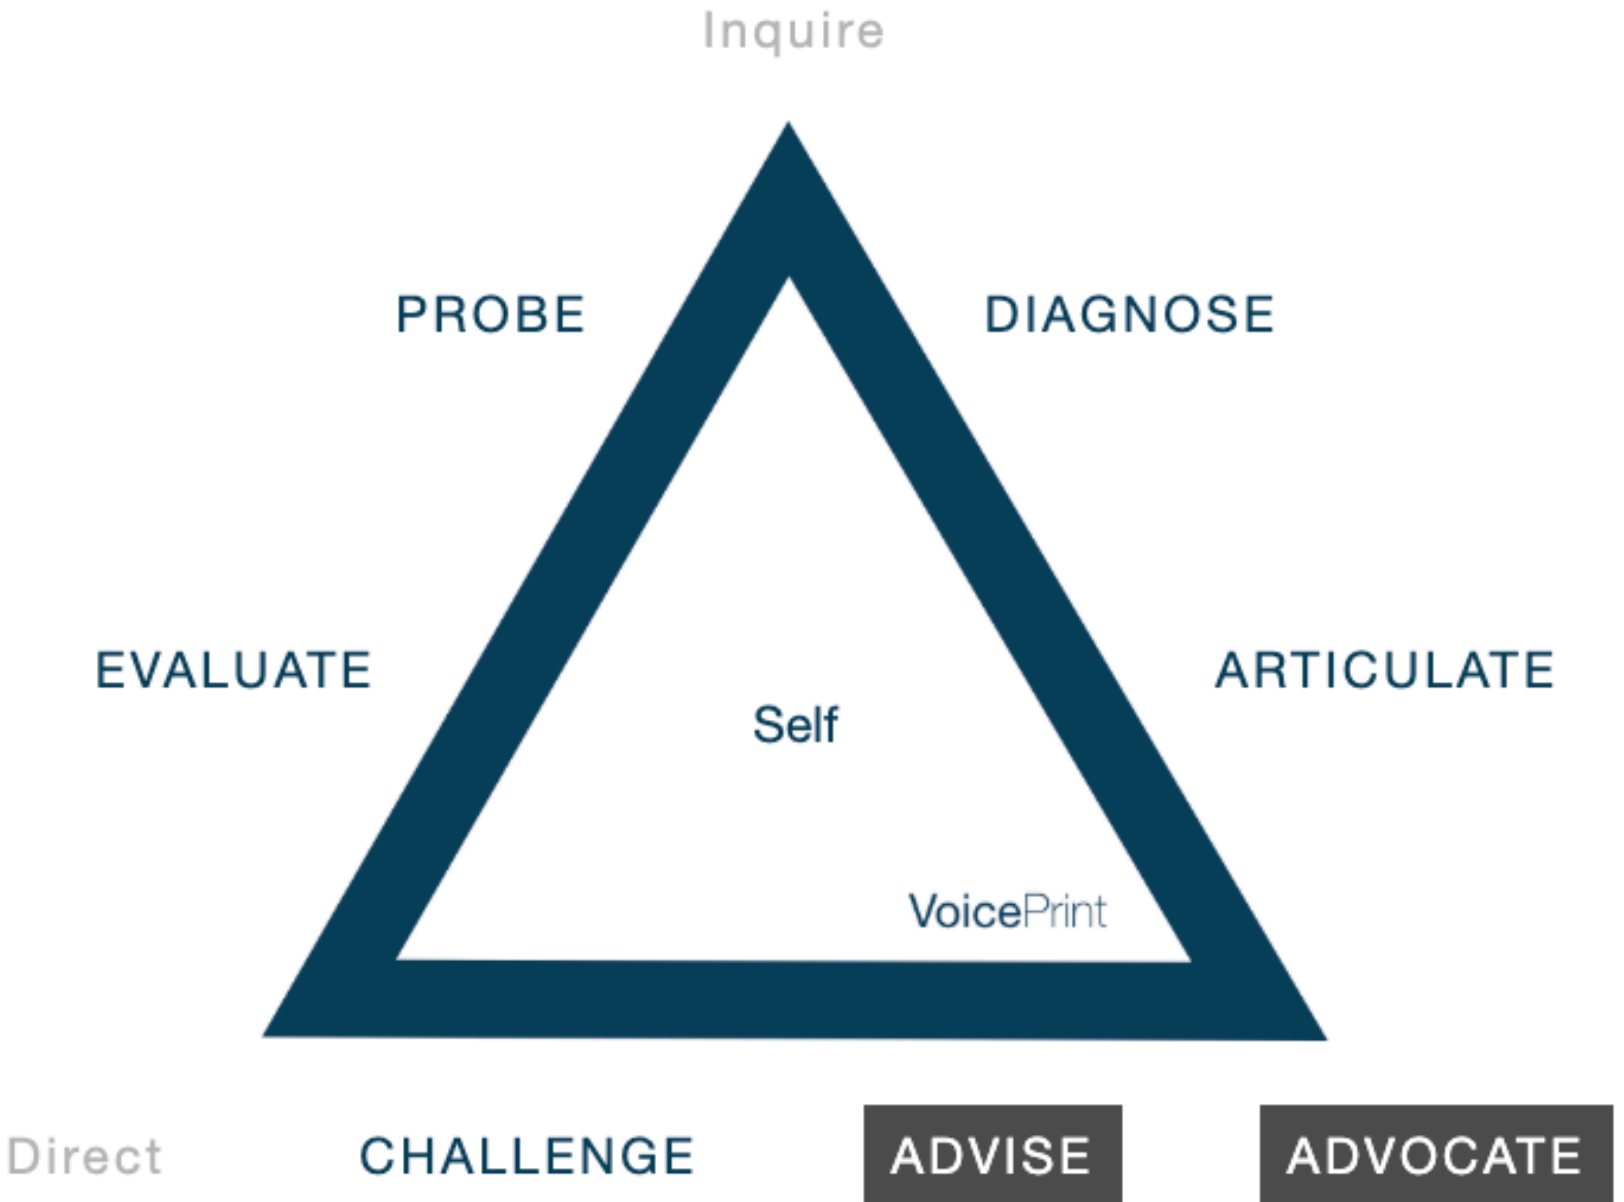 Inquire
PROBE
DIAGNOSE
EVALUATE
ARTICULATE
Self
VoicePrint
Direct
CHALLENGE
ADVISE
ADVOCATE